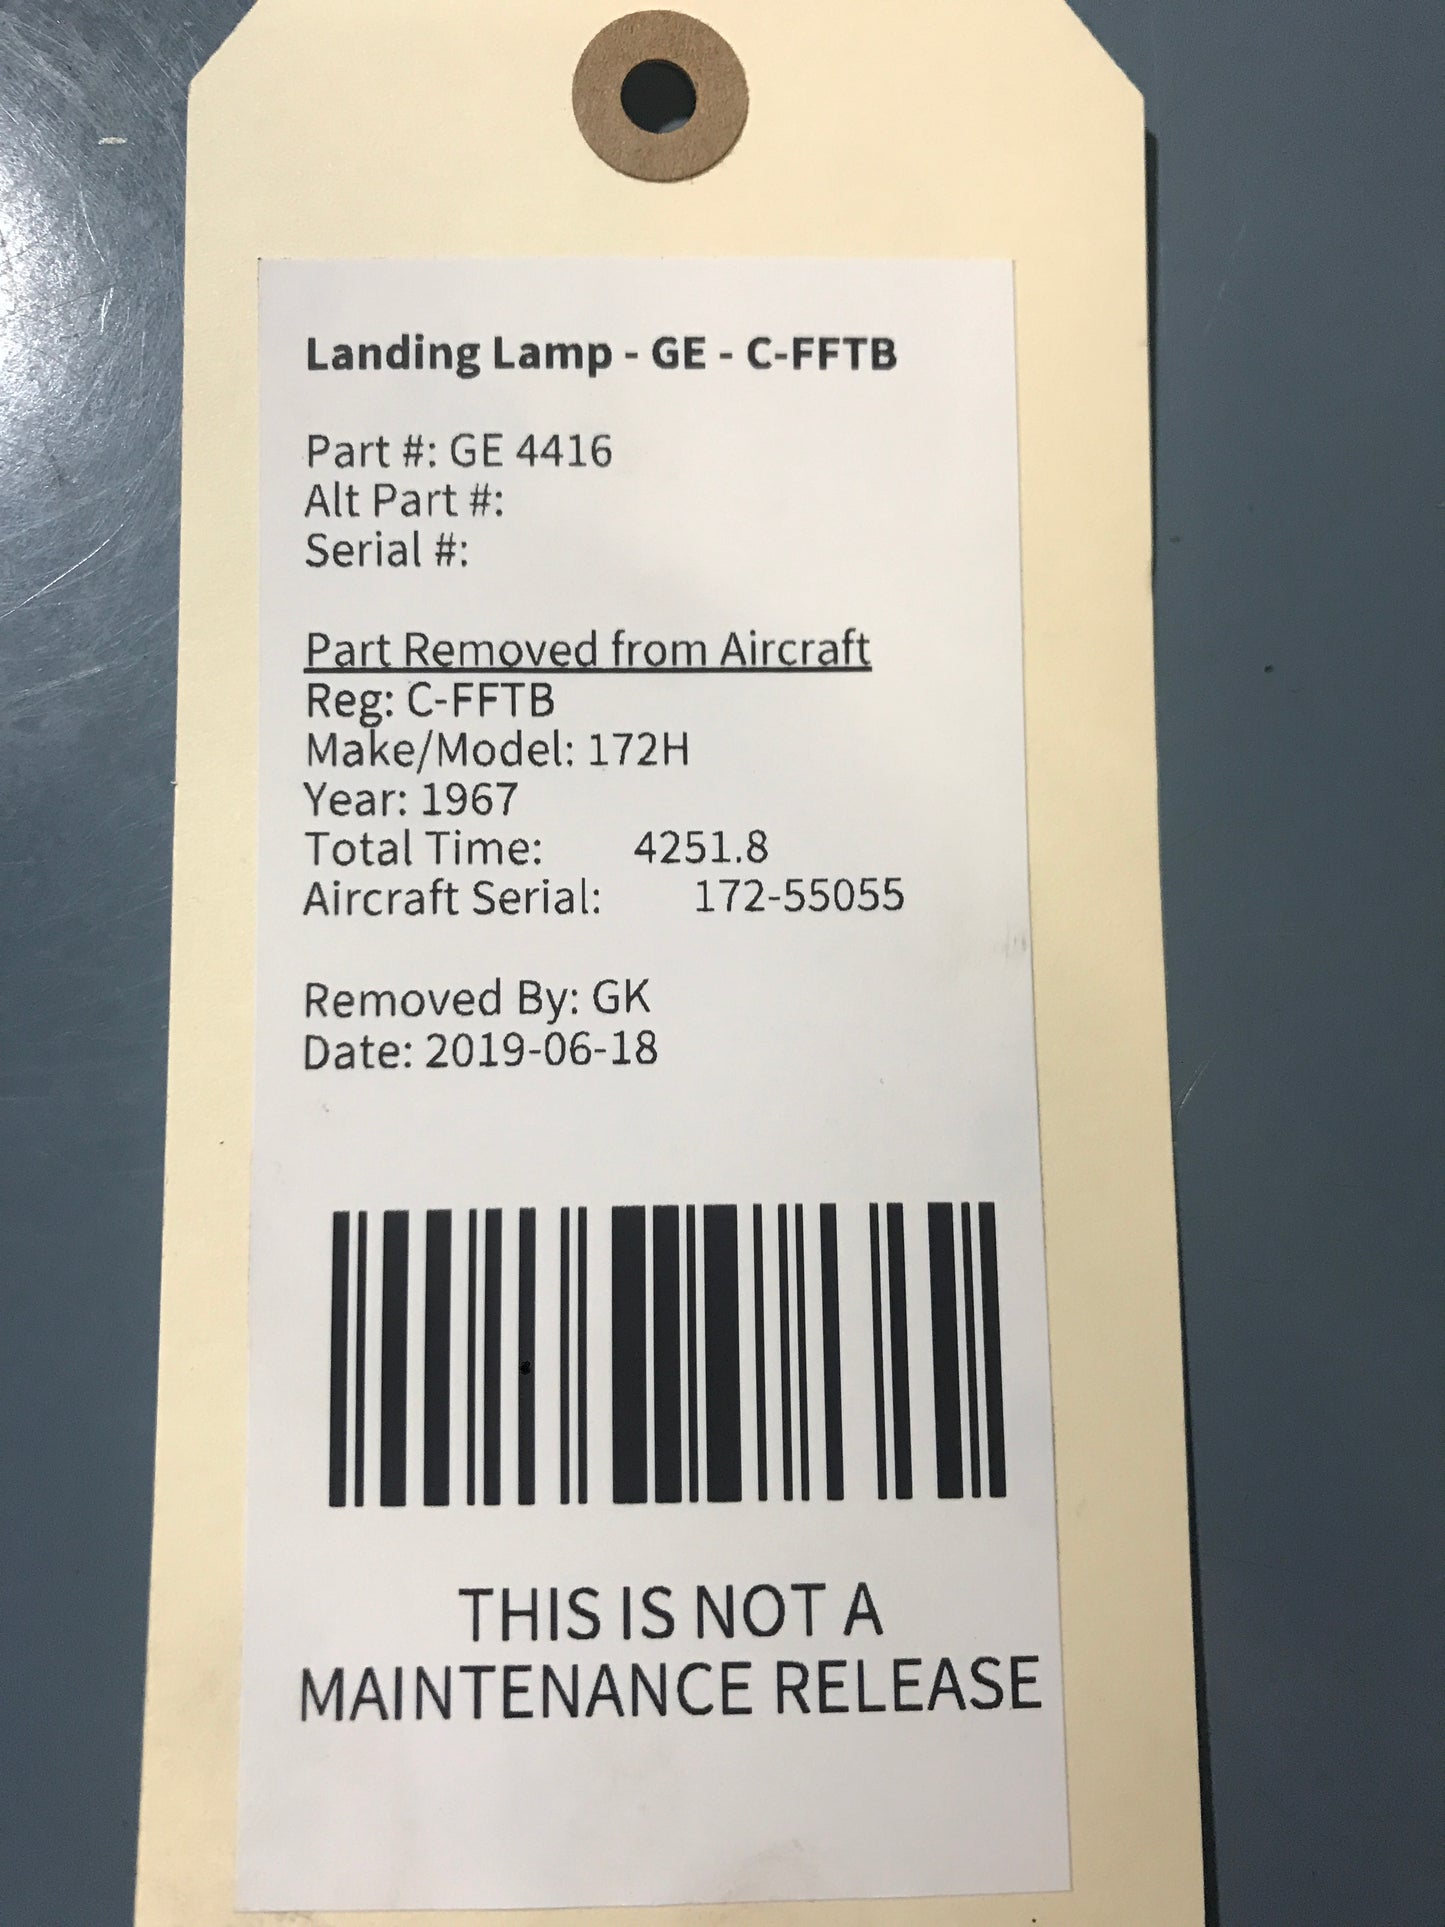 Landing Lamp - GE - C-FFTB
Part #: GE 4416
Alt Part #:
Serial #:
Part Removed from Aircraft
Reg: C-FFTB
Make/Model: 172H
Year: 1967
Total Time: 4251.8
Aircraft Serial: 172-55055
Removed By: GK
Date: 2019-06-18
THIS IS NOT A
MAINTENANCE RELEASE